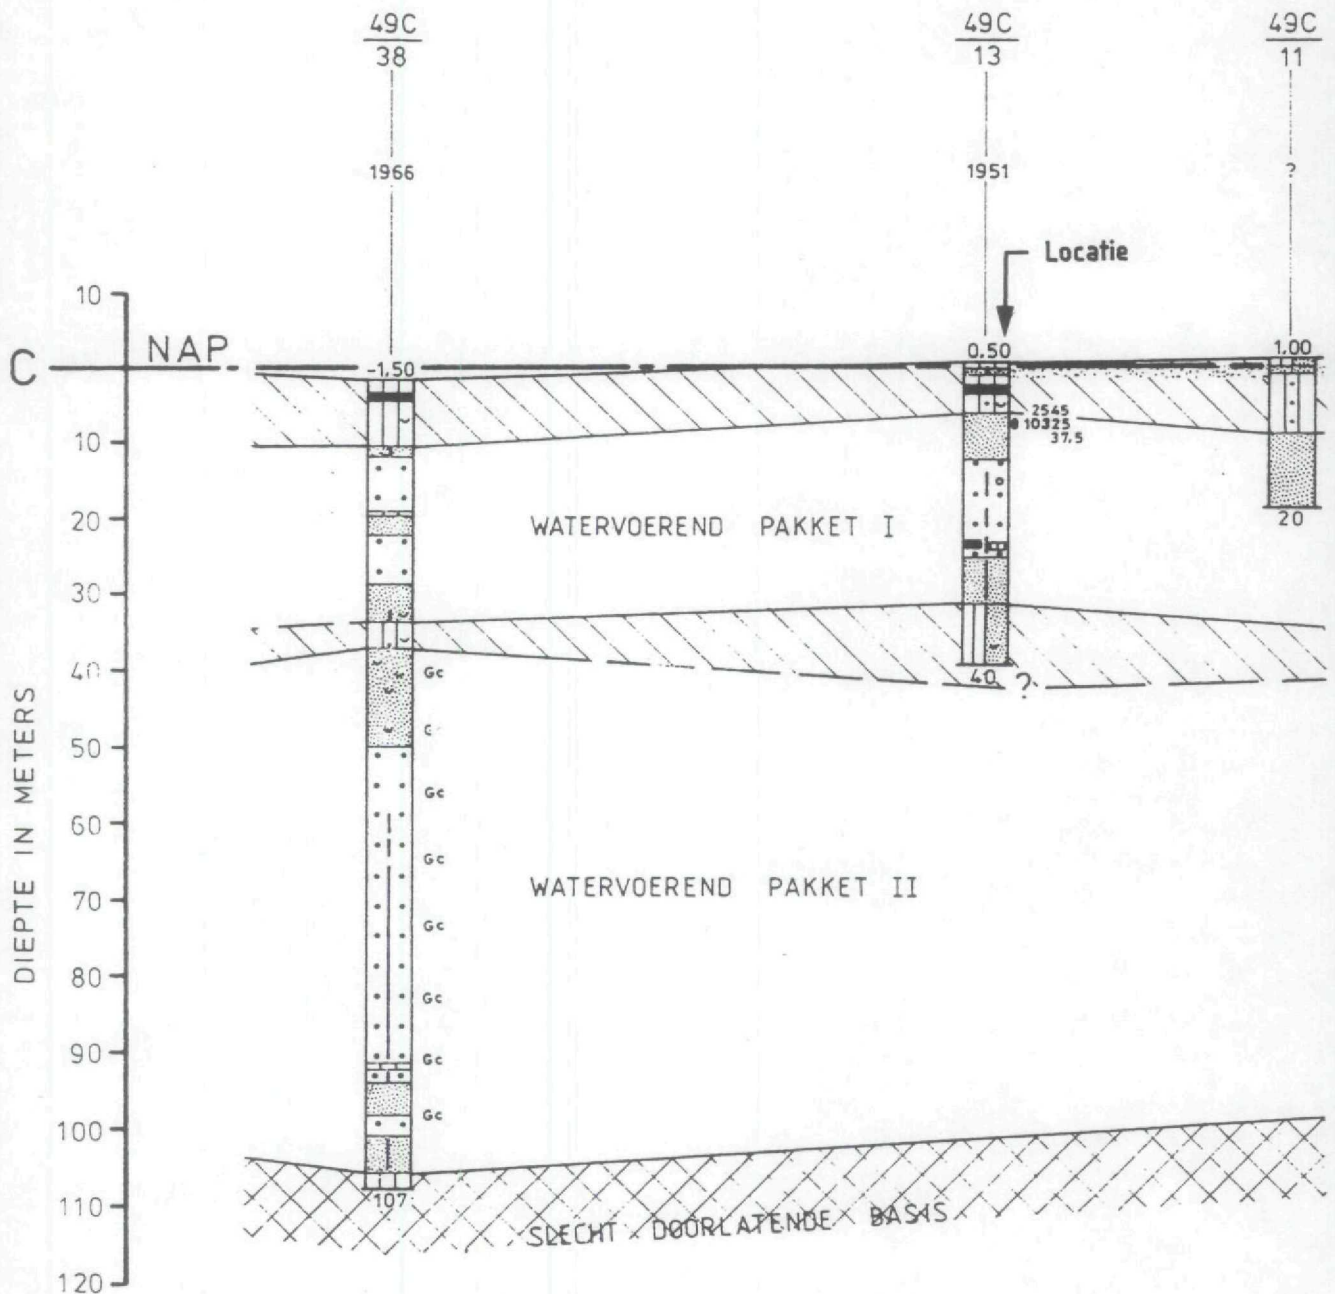 49C 49C 49C
38 13 11
1966 1951 ?
Locatie
10
C NAP
-1.50 0.50 1.00
2545
10325
37.5
10
20
WATERVOEREND PAKKET I
20
30
40
Gc
40 ?
Gc
50
Gc
60
Gc
70
WATERVOEREND PAKKET II
Gc
80
Gc
90
Gc
Gc
100
110
107
SLECHT DOORLATENDE BASIS
120
DIEPTE IN METERS